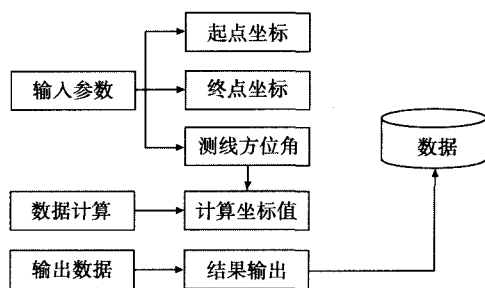 起点坐标
输入参数
终点坐标
测线方位角
数据
数据计算
计算坐标值
输出数据
结果输出